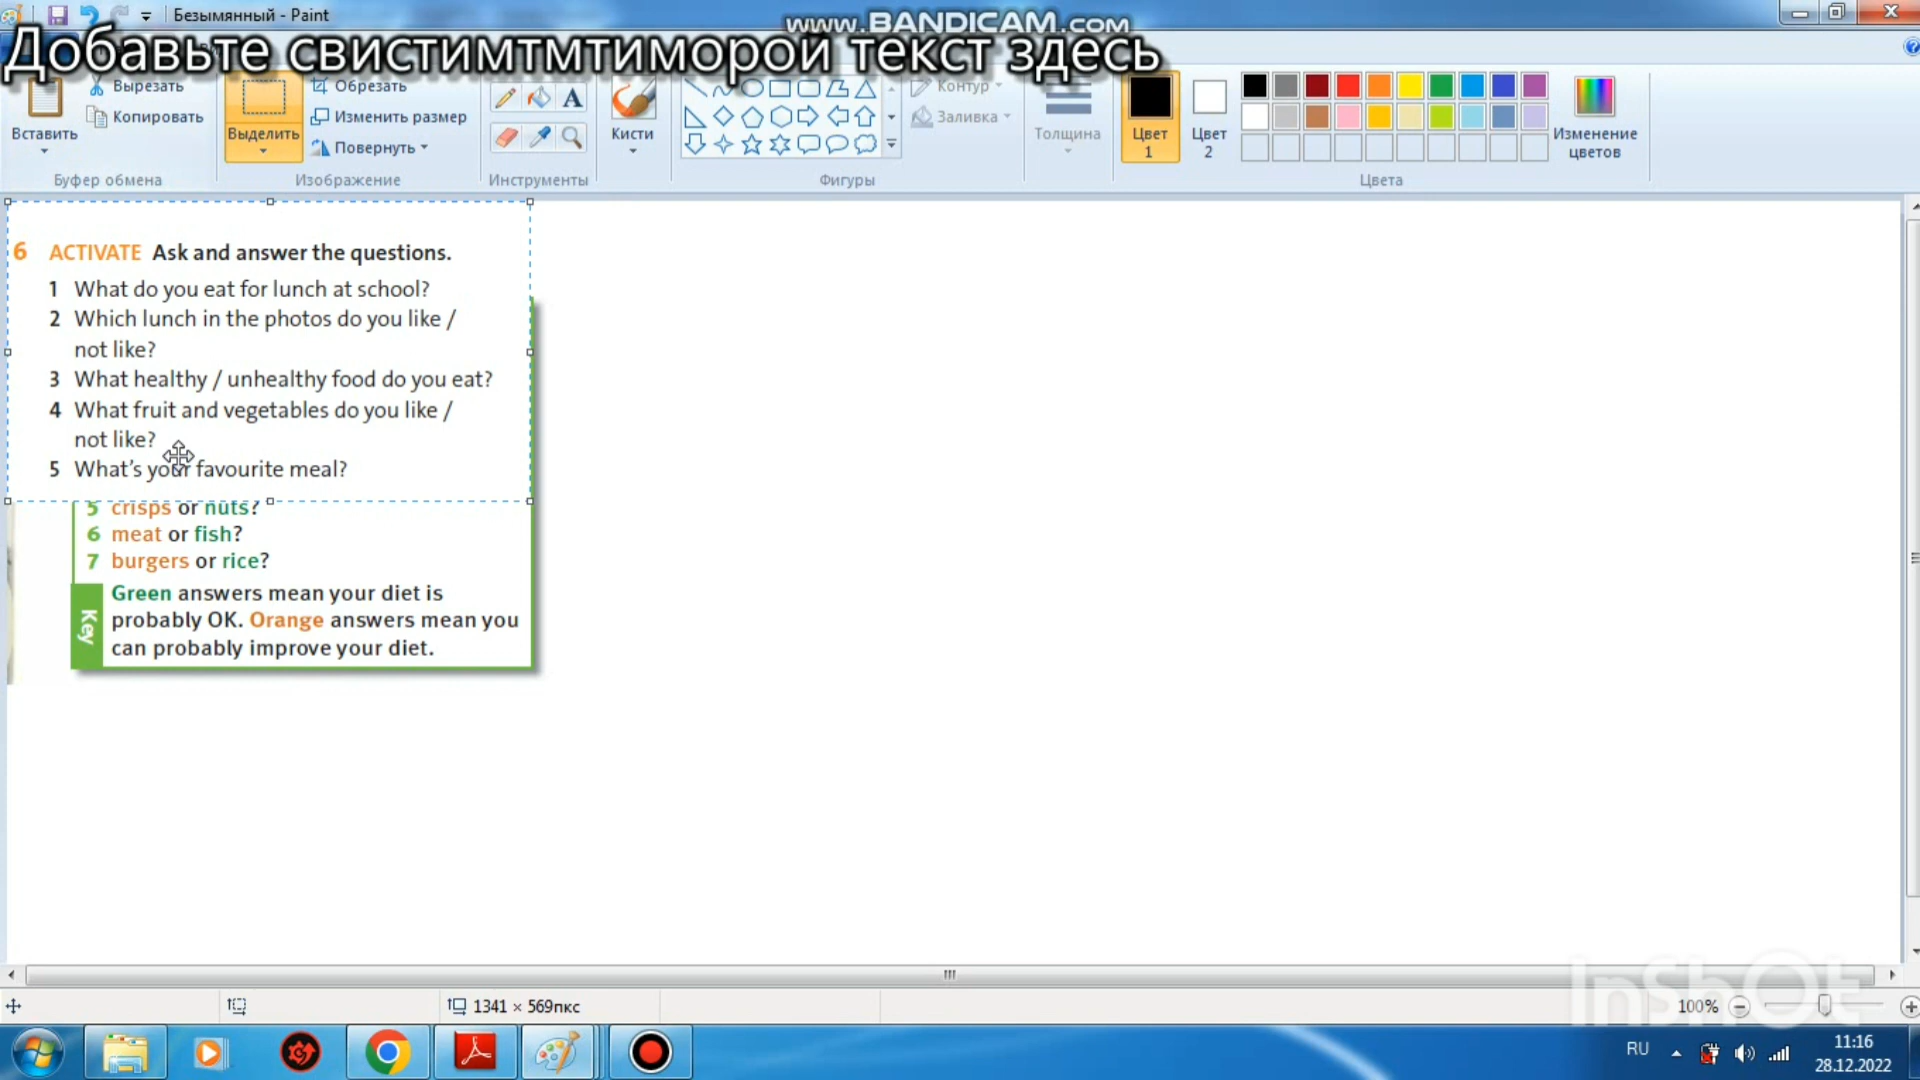 Безымянный - Paint
www.BANDICAM.com
Добавьте свистимтмтиморой текст здесь
Вставить
Вырезать
Копировать
Буфер обмена
Выделить
Обрезать
Изменить размер
Повернуть
Изображение
Инструменты
Кисти
Фигуры
Контур
Заливка
Толщина
Цвет
1
Цвет
2
Изменение
цветов
Цвета
6 ACTIVATE Ask and answer the questions.
1 What do you eat for lunch at school?
2 Which lunch in the photos do you like /
not like?
3 What healthy / unhealthy food do you eat?
4 What fruit and vegetables do you like /
not like?
5 What's your favourite meal?
5 crisps or nuts?
6 meat or fish?
7 burgers or rice?
Key
Green answers mean your diet is
probably OK. Orange answers mean you
can probably improve your diet.
InShOt
1341 × 569пкс
100%
RU
11:16
28.12.2022